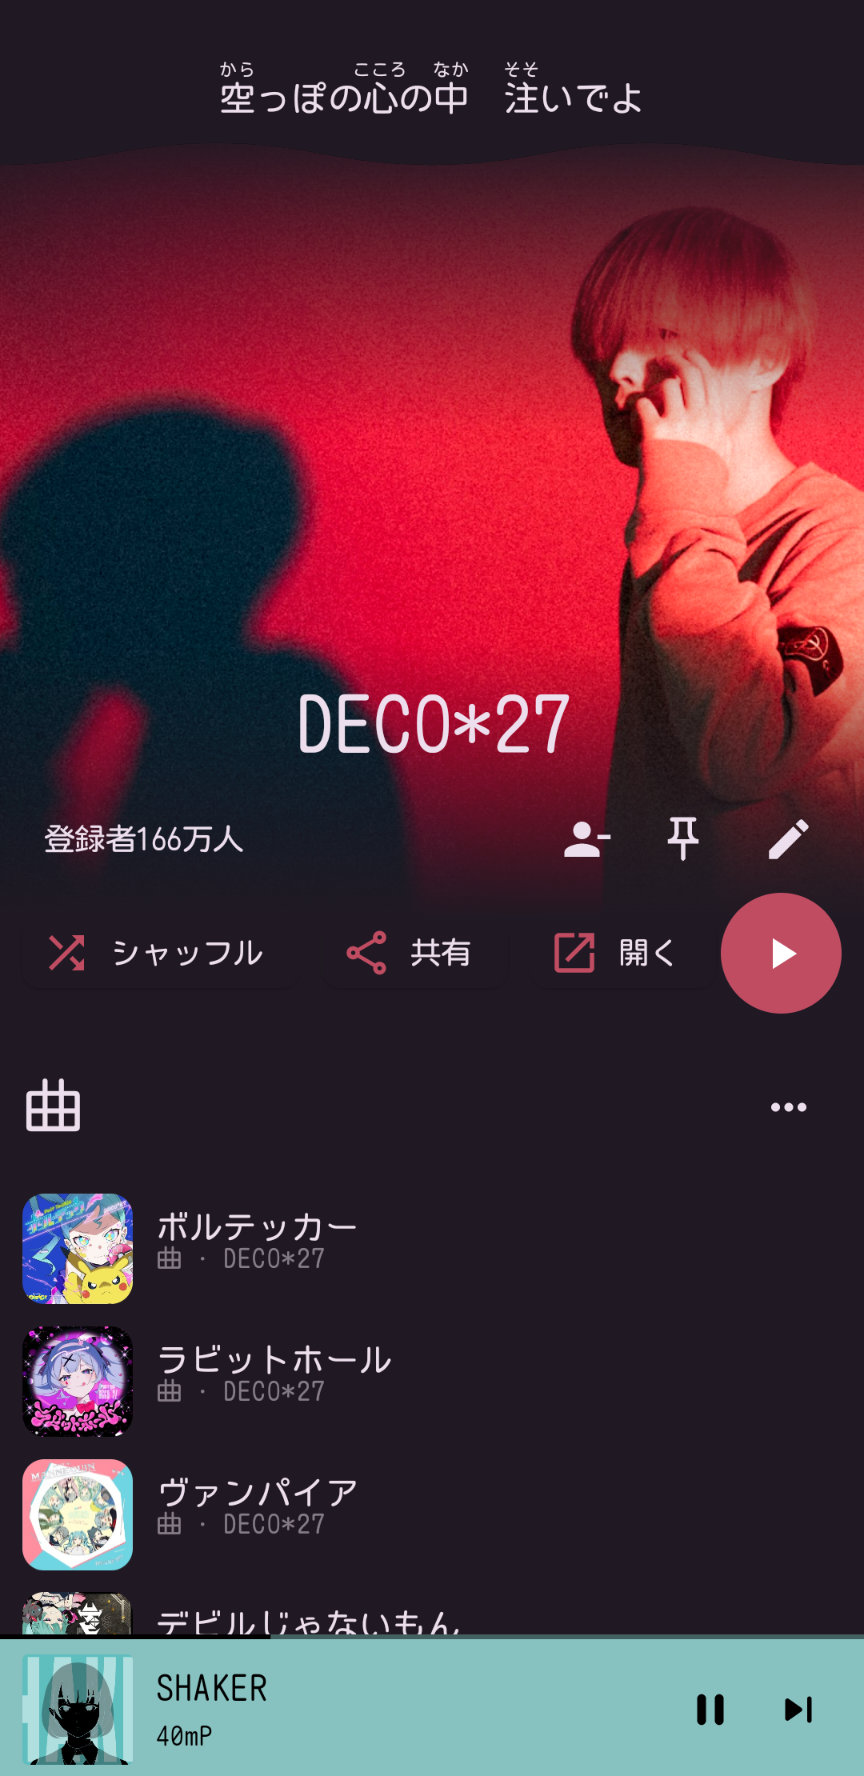 から こころ なか そそ
空っぽの心の中　注いでよ
DECO*27
登録者166万人
シャッフル
共有
開く
ボルテッカー
曲 · DECO*27
ラビットホール
曲 · DECO*27
ヴァンパイア
曲 · DECO*27
デビルじゃないもん
SHAKER
40mP